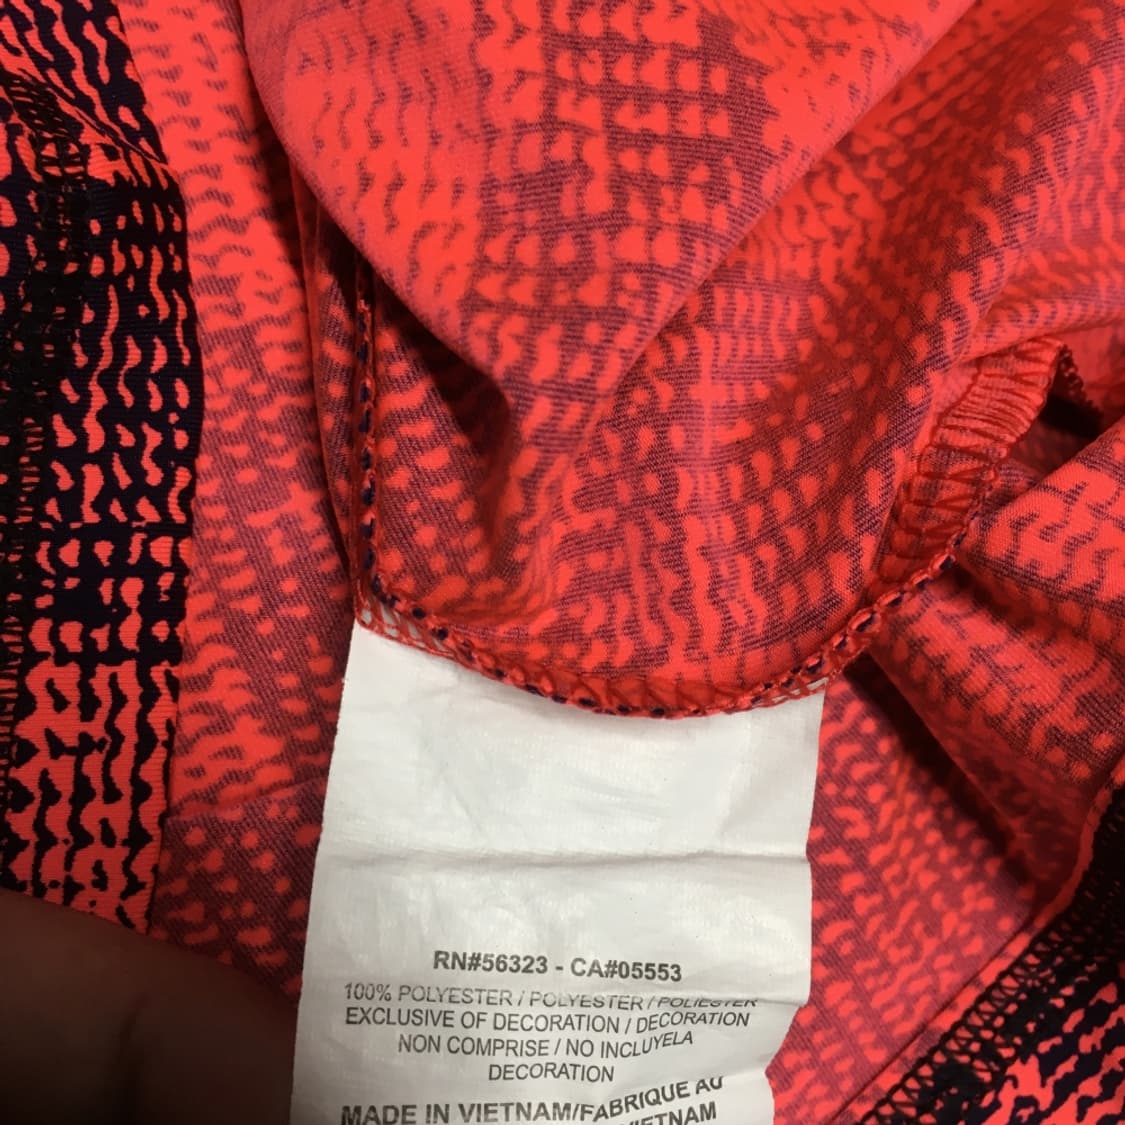 RN#56323 - CA#05553
100% POLYESTER / POLYESTER / POLIESTER
EXCLUSIVE OF DECORATION / DECORATION
NON COMPRISE / NO INCLUYELA
DECORATION
MADE IN VIETNAM/FABRIQUE AU
VIETNAM